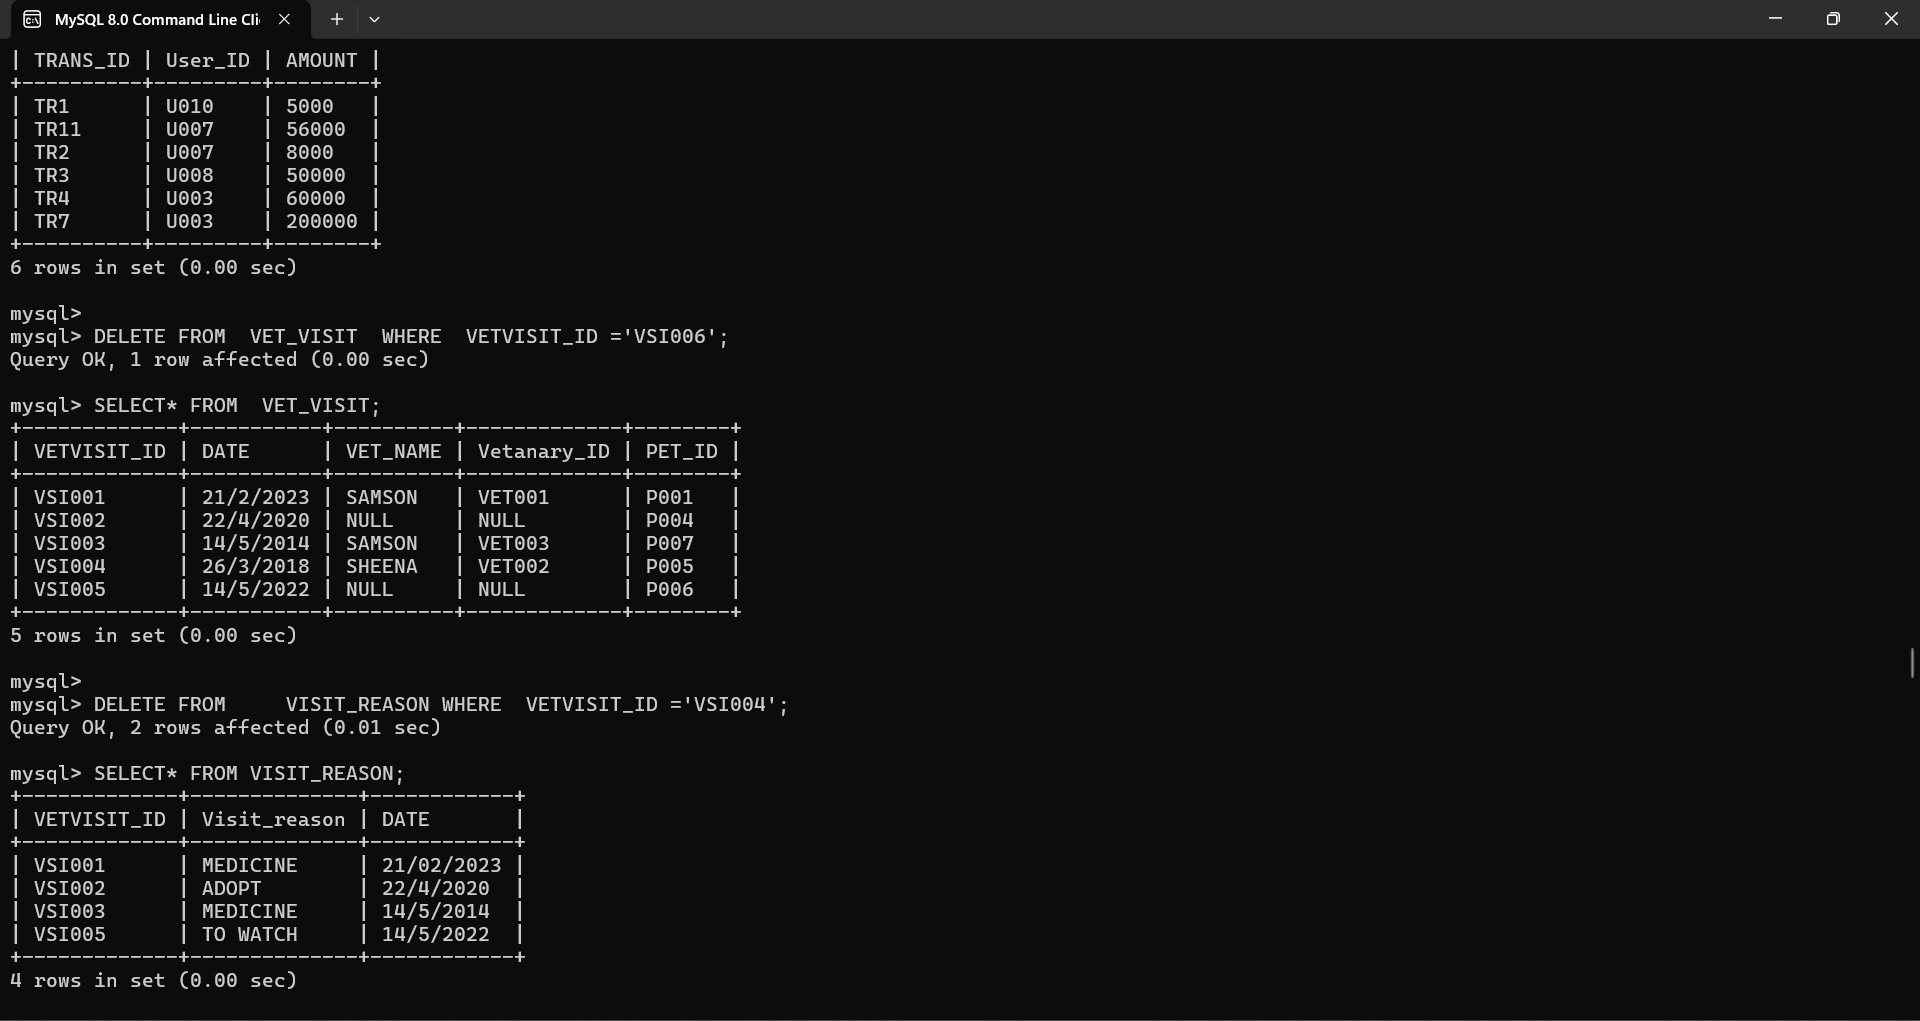 MySQL 8.0 Command Line Cli
| TRANS_ID | User_ID | AMOUNT |
+----------+---------+--------+
| TR1      | U010    | 5000   |
| TR11     | U007    | 56000  |
| TR2      | U007    | 8000   |
| TR3      | U008    | 50000  |
| TR4      | U003    | 60000  |
| TR7      | U003    | 200000 |
+----------+---------+--------+
6 rows in set (0.00 sec)
mysql>
mysql> DELETE FROM  VET_VISIT  WHERE  VETVISIT_ID ='VSI006';
Query OK, 1 row affected (0.00 sec)
mysql> SELECT* FROM  VET_VISIT;
+-------------+-----------+----------+-------------+--------+
| VETVISIT_ID | DATE      | VET_NAME | Vetanary_ID | PET_ID |
+-------------+-----------+----------+-------------+--------+
| VSI001      | 21/2/2023 | SAMSON   | VET001      | P001   |
| VSI002      | 22/4/2020 | NULL     | NULL        | P004   |
| VSI003      | 14/5/2014 | SAMSON   | VET003      | P007   |
| VSI004      | 26/3/2018 | SHEENA   | VET002      | P005   |
| VSI005      | 14/5/2022 | NULL     | NULL        | P006   |
+-------------+-----------+----------+-------------+--------+
5 rows in set (0.00 sec)
mysql>
mysql> DELETE FROM     VISIT_REASON WHERE  VETVISIT_ID ='VSI004';
Query OK, 2 rows affected (0.01 sec)
mysql> SELECT* FROM VISIT_REASON;
+-------------+--------------+------------+
| VETVISIT_ID | Visit_reason | DATE       |
+-------------+--------------+------------+
| VSI001      | MEDICINE     | 21/02/2023 |
| VSI002      | ADOPT        | 22/4/2020  |
| VSI003      | MEDICINE     | 14/5/2014  |
| VSI005      | TO WATCH     | 14/5/2022  |
+-------------+--------------+------------+
4 rows in set (0.00 sec)